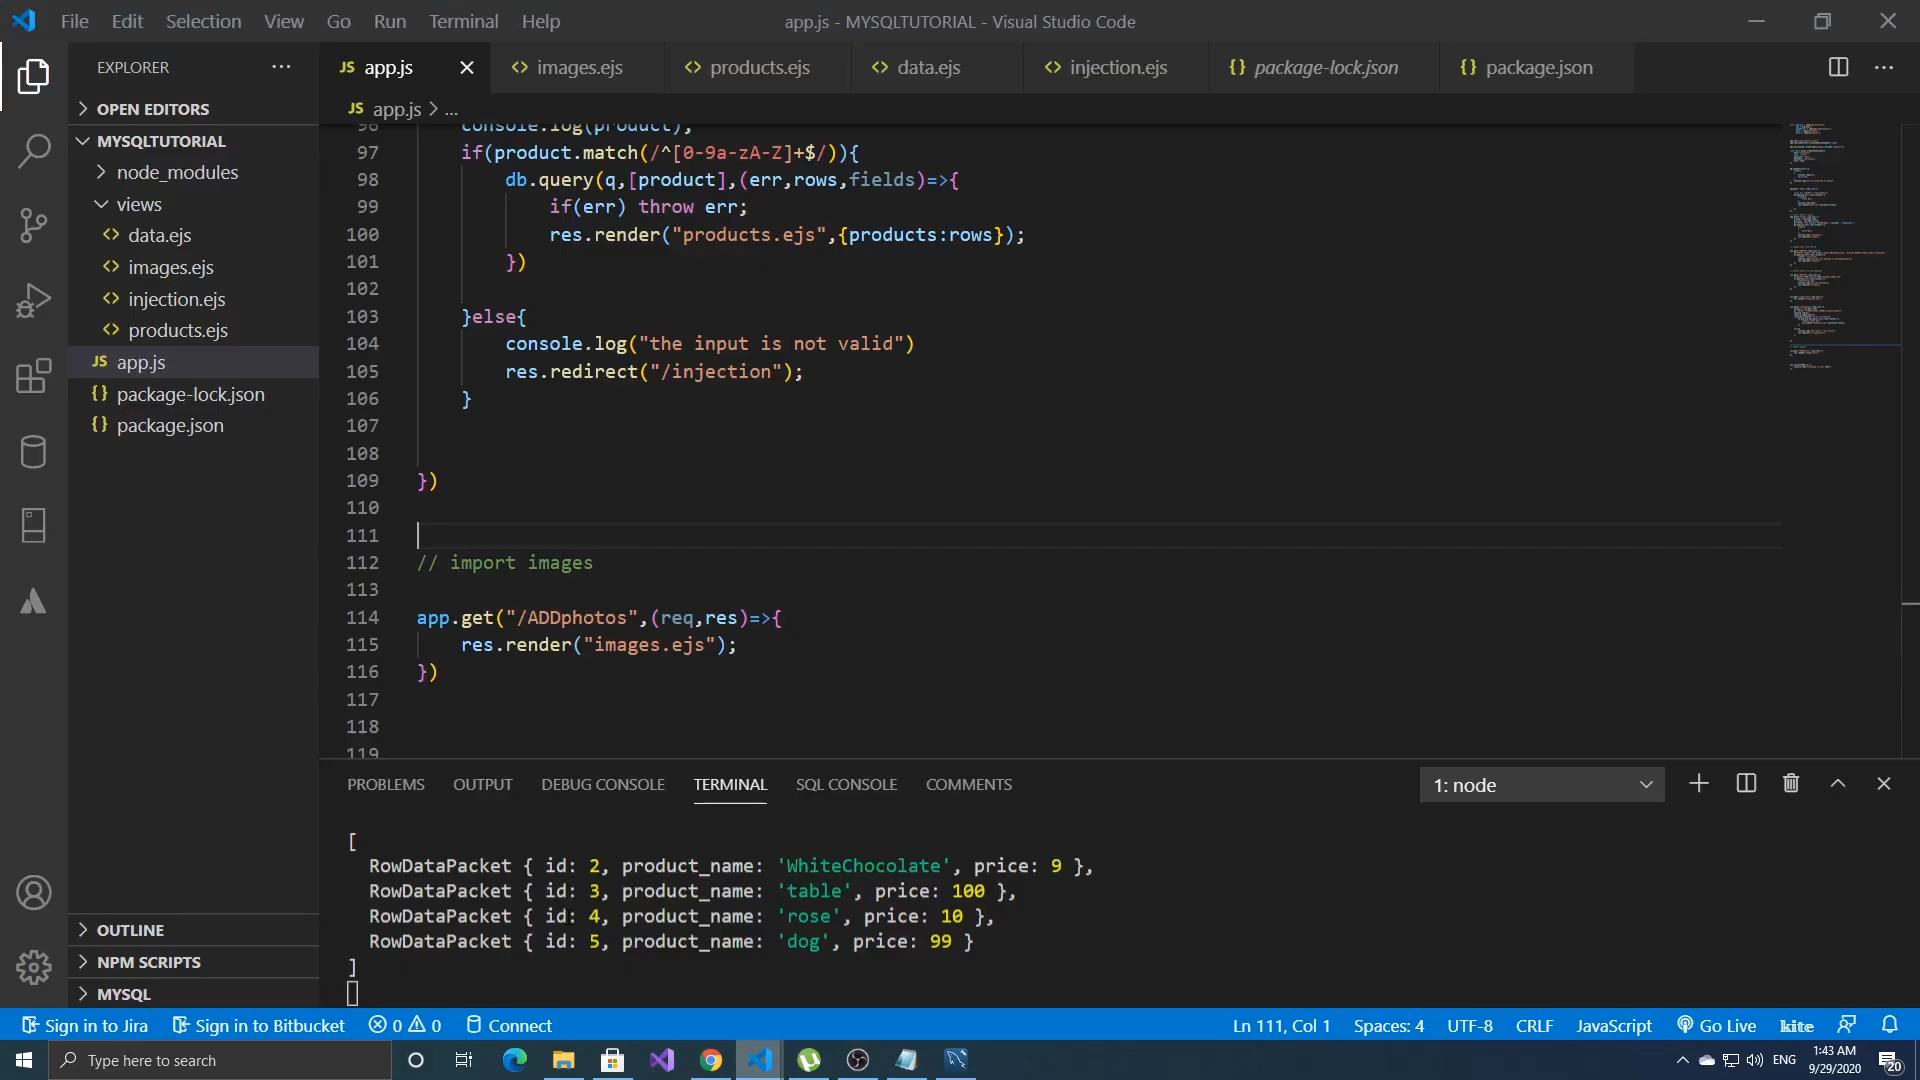 File Edit Selection View Go Run Terminal Help
app.js - MYSQLTUTORIAL - Visual Studio Code
EXPLORER
JS app.js
images.ejs
products.ejs
data.ejs
injection.ejs
{} package-lock.json
{} package.json
OPEN EDITORS
JS app.js > ...
MYSQLTUTORIAL
node_modules
views
data.ejs
images.ejs
injection.ejs
products.ejs
JS app.js
{} package-lock.json
{} package.json
OUTLINE
NPM SCRIPTS
MYSQL
96 console.log(product);
97 if(product.match(/^[0-9a-zA-Z]+$/)){
98 db.query(q,[product],(err,rows,fields)=>{
99 if(err) throw err;
100 res.render("products.ejs",{products:rows});
101 })
102
103 }else{
104 console.log("the input is not valid")
105 res.redirect("/injection");
106 }
107
108
109 })
110
111
112 // import images
113
114 app.get("/ADDphotos",(req,res)=>{
115 res.render("images.ejs");
116 })
117
118
119
PROBLEMS OUTPUT DEBUG CONSOLE TERMINAL SQL CONSOLE COMMENTS
1: node
[
RowDataPacket { id: 2, product_name: 'WhiteChocolate', price: 9 },
RowDataPacket { id: 3, product_name: 'table', price: 100 },
RowDataPacket { id: 4, product_name: 'rose', price: 10 },
RowDataPacket { id: 5, product_name: 'dog', price: 99 }
]
Sign in to Jira Sign in to Bitbucket 0 0 Connect
Ln 111, Col 1 Spaces: 4 UTF-8 CRLF JavaScript Go Live kite
Type here to search
ENG
1:43 AM
9/29/2020
20